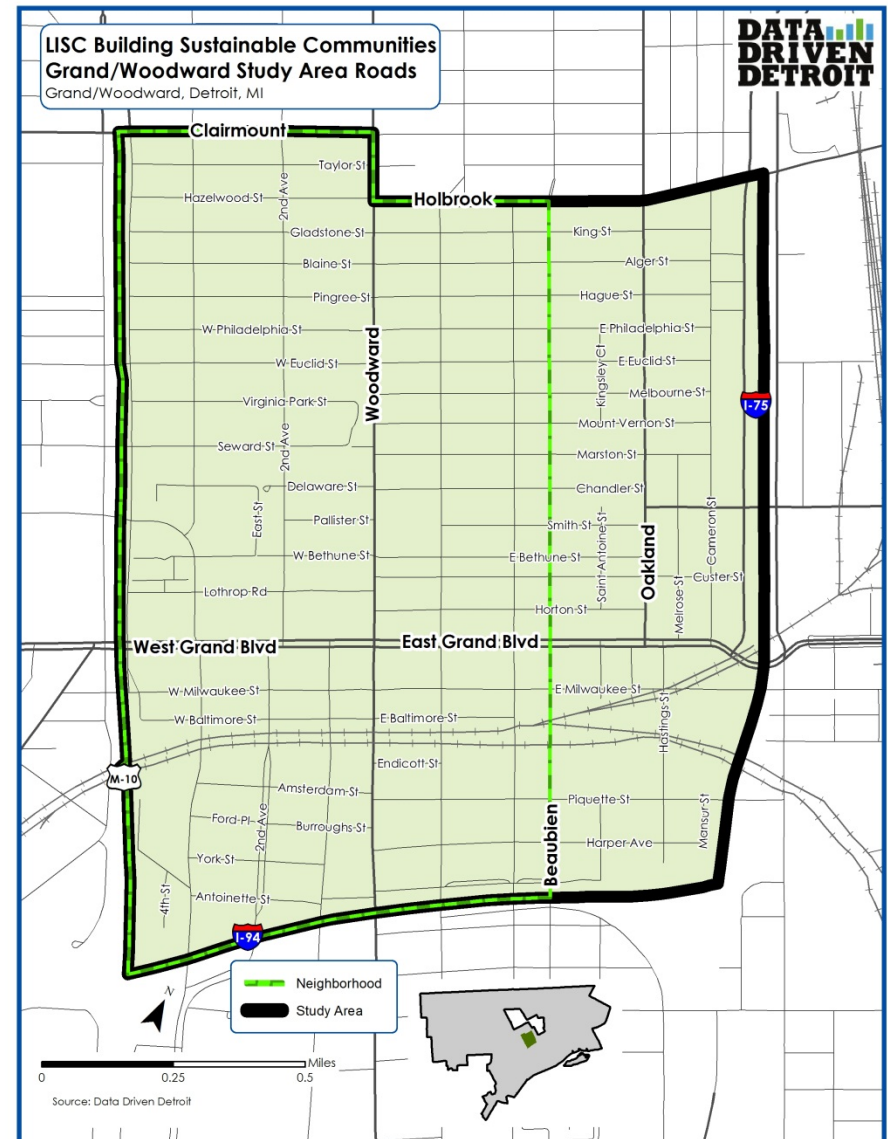 LISC Building Sustainable Communities
Grand/Woodward Study Area Roads
Grand/Woodward, Detroit, MI
DATA
DRIVEN
DETROIT
Clairmount
Taylor St
Hazelwood St
2nd Ave
Holbrook
Gladstone St
King St
Blaine St
Alger St
Pingree St
Hague St
W Philadelphia St
E Philadelphia St
Woodward
W Euclid St
E Euclid St
Kingsley Ct
Melbourne St
Virginia Park St
I-75
Mount Vernon St
Seward St
2nd Ave
Marston St
Delaware St
Chandler St
East St
Pallister St
Smith St
Saint Antoine St
Cameron St
Oakland
W Bethune St
E Bethune St
Custer St
Melrose St
Lothrop Rd
Horton St
West Grand Blvd
East Grand Blvd
W Milwaukee St
E Milwaukee St
W Baltimore St
E Baltimore St
Hastings St
Endicott St
M-10
Amsterdam St
Piquette St
Mansur St
Ford Pl
2nd Ave
Burroughs St
Harper Ave
Beaubien
York St
4th St
Antoinette St
I-94
N
Neighborhood
Study Area
Miles
0 0.25 0.5
Source: Data Driven Detroit